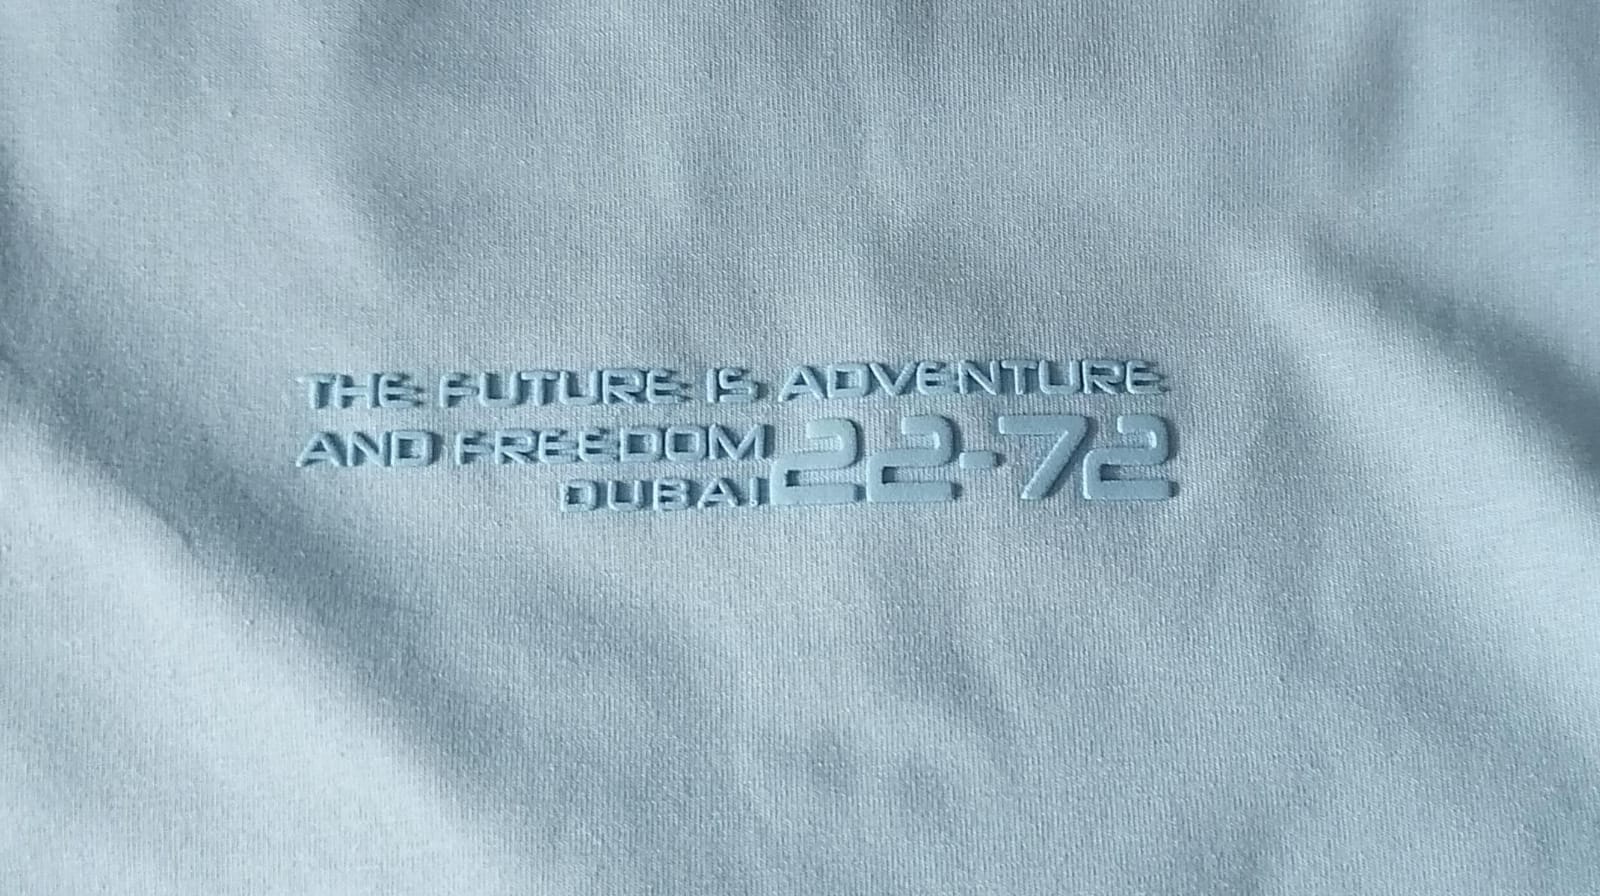 THE FUTURE IS ADVENTURE
AND FREEDOM
DUBAI 22-72